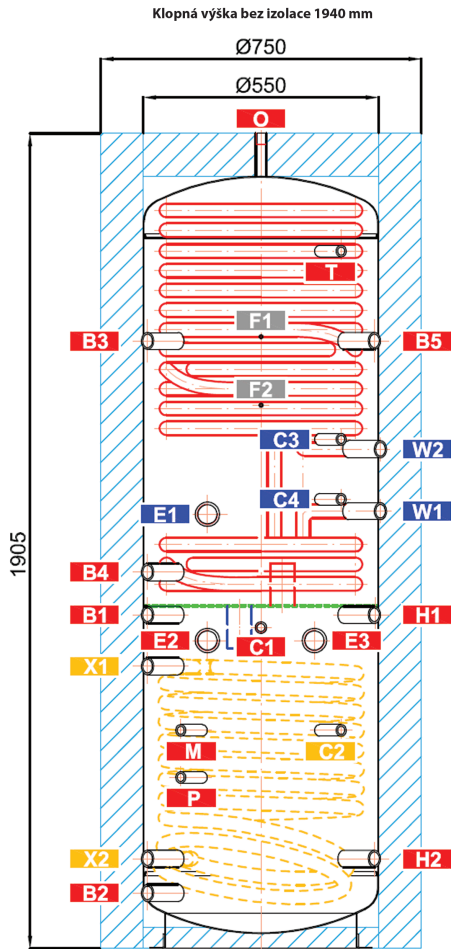 Klopná výška bez izolace 1940 mm
Ø750
Ø550
O
T
F1
B3
B5
F2
C3
W2
C4
W1
E1
1905
B4
B1
H1
E2
C1
E3
X1
M
C2
P
X2
H2
B2